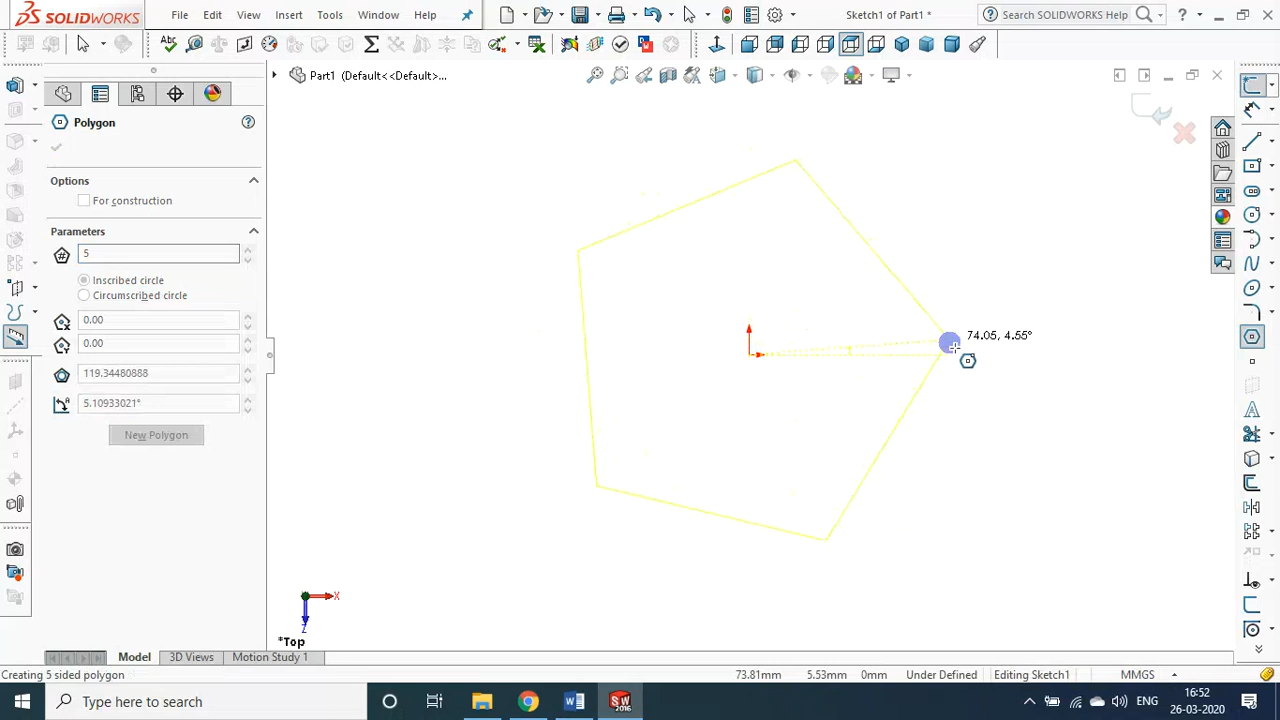 SOLIDWORKS
File Edit View Insert Tools Window Help
Sketch1 of Part1 *
Search SOLIDWORKS Help
?
Part1 (Default<<Default>...
Polygon
Options
For construction
Parameters
5
Inscribed circle
Circumscribed circle
0.00
0.00
119.34480888
5.10933021°
New Polygon
74.05, 4.55°
X
Z
*Top
Model 3D Views Motion Study 1
Creating 5 sided polygon
73.81mm 5.53mm 0mm Under Defined Editing Sketch1 MMGS
Type here to search
SW
2016
ENG
16:52
26-03-2020